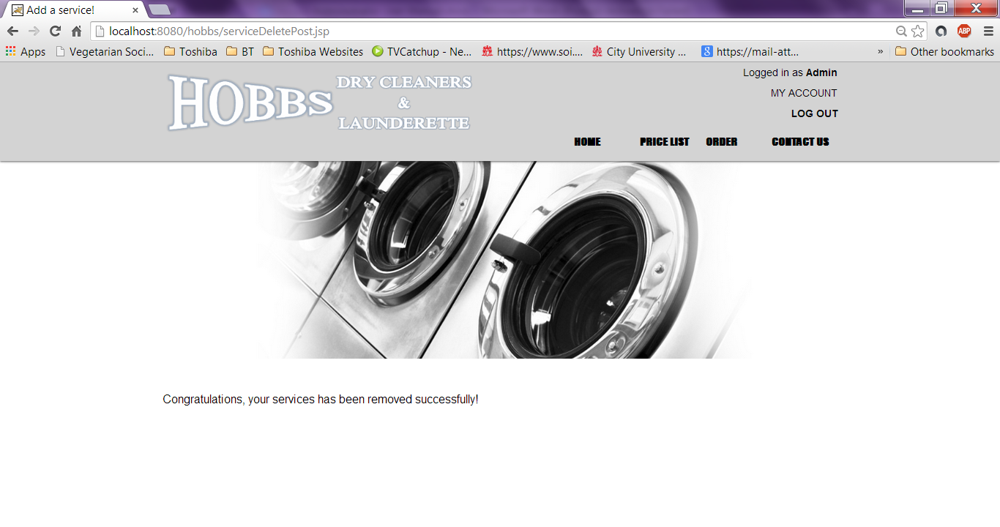 Add a service!
localhost:8080/hobbs/serviceDeletePost.jsp
ABP
Apps Vegetarian Soci... Toshiba BT Toshiba Websites TVCatchup - Ne... https://www.soi.... City University ... https://mail-att... » Other bookmarks
HOBBS
DRY CLEANERS
&
LAUNDERETTE
Logged in as Admin
MY ACCOUNT
LOG OUT
HOME PRICE LIST ORDER CONTACT US
Congratulations, your services has been removed successfully!